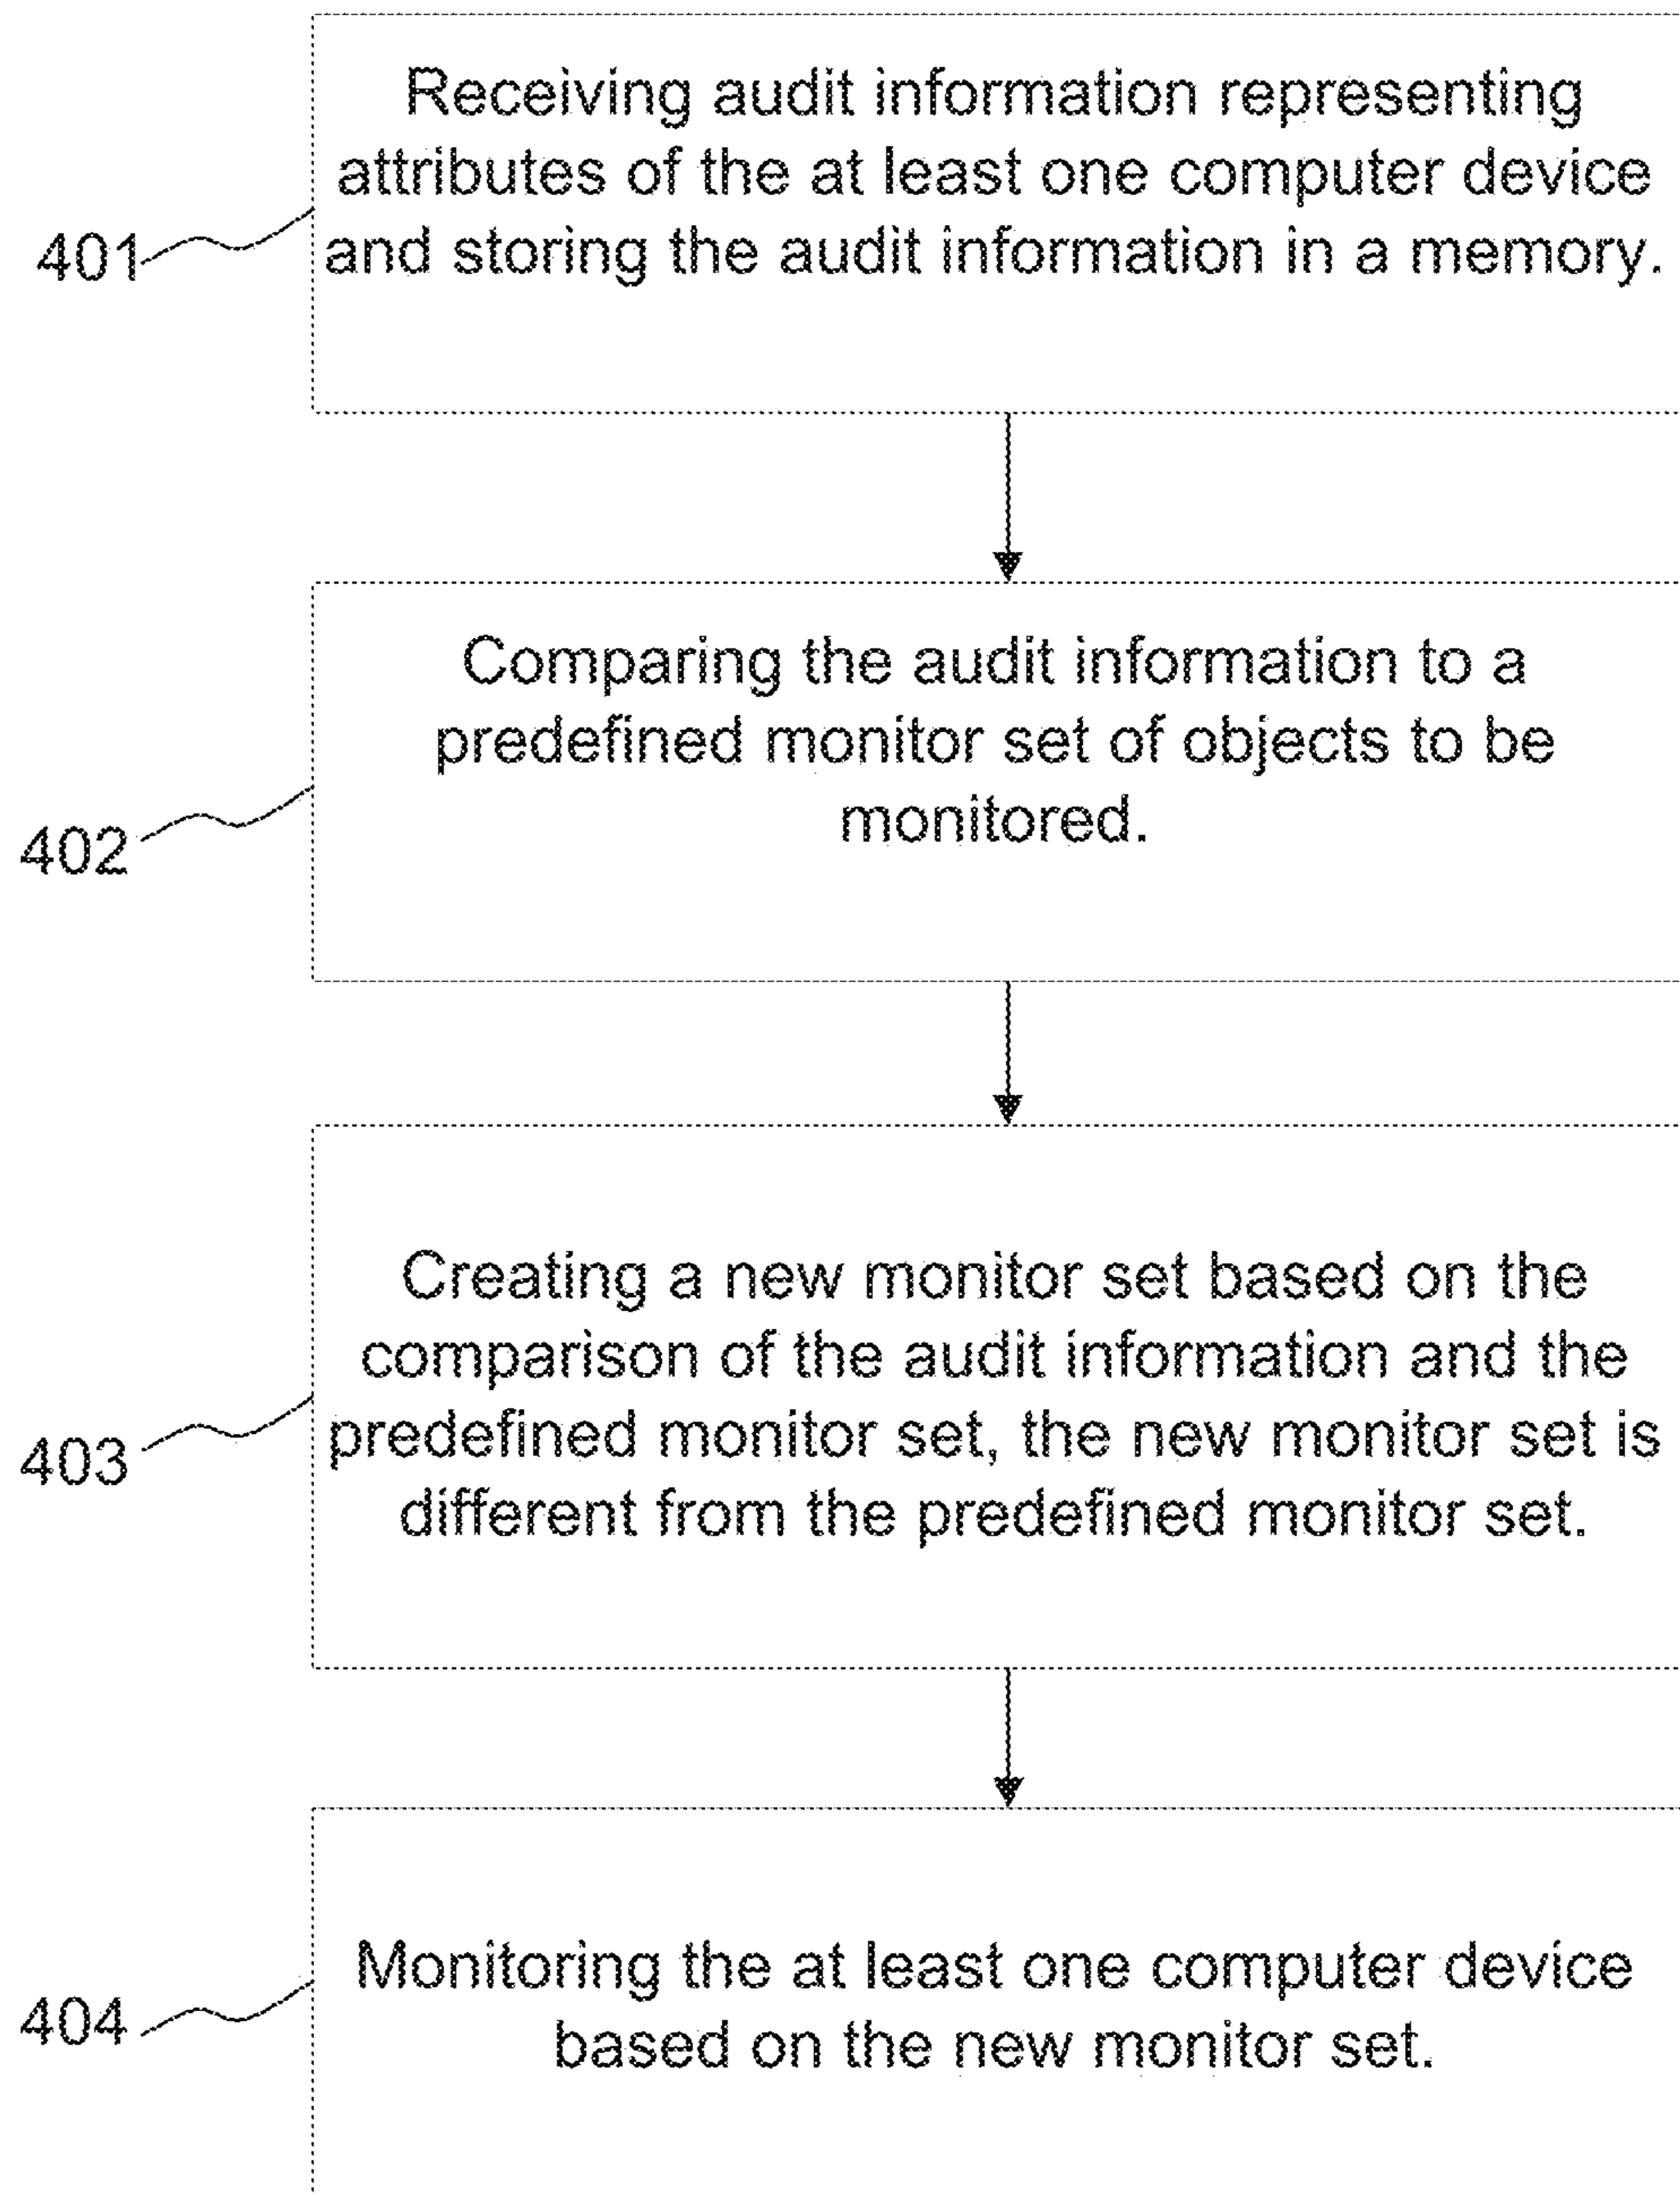 Receiving audit information representing
attributes of the at least one computer device
and storing the audit information in a memory.
401
Comparing the audit information to a
predefined monitor set of objects to be
monitored.
402
Creating a new monitor set based on the
comparison of the audit information and the
predefined monitor set, the new monitor set is
different from the predefined monitor set.
403
Monitoring the at least one computer device
based on the new monitor set.
404